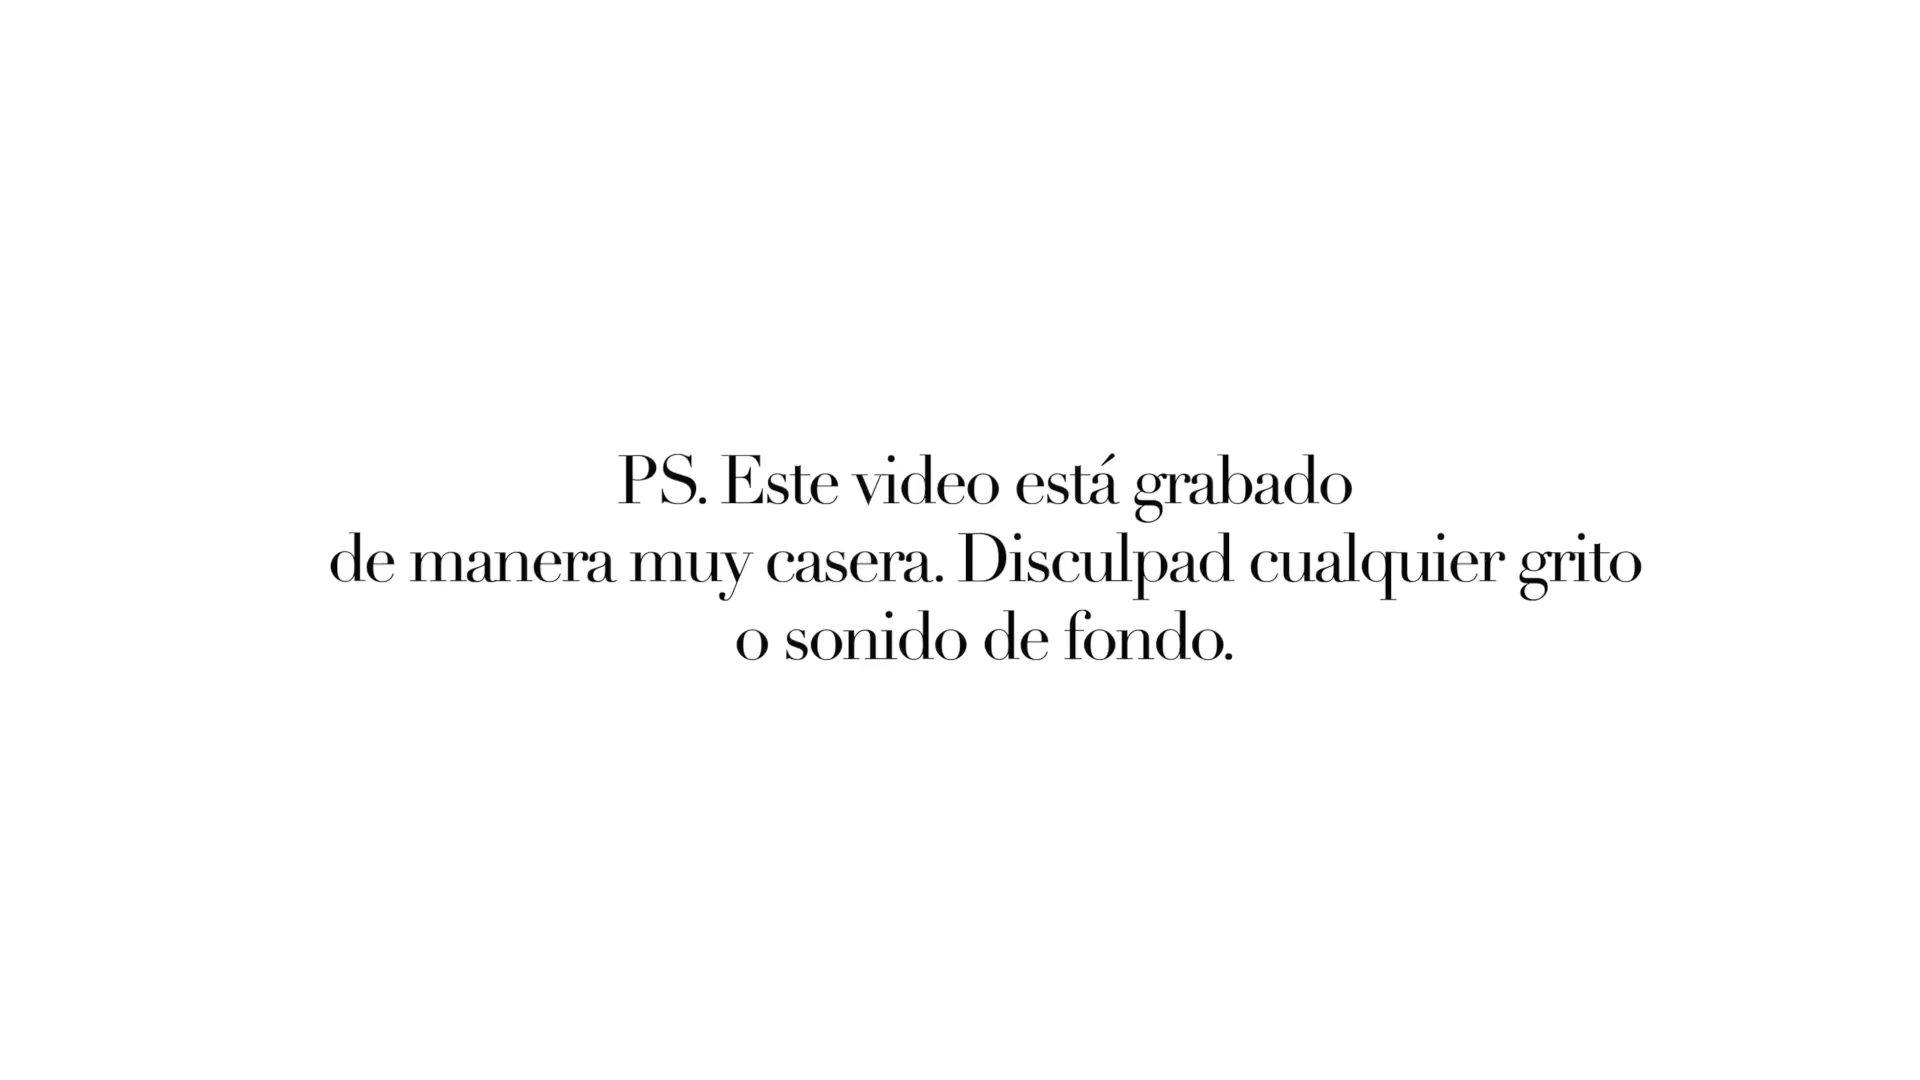 PS. Este video está grabado
de manera muy casera. Disculpad cualquier grito
o sonido de fondo.